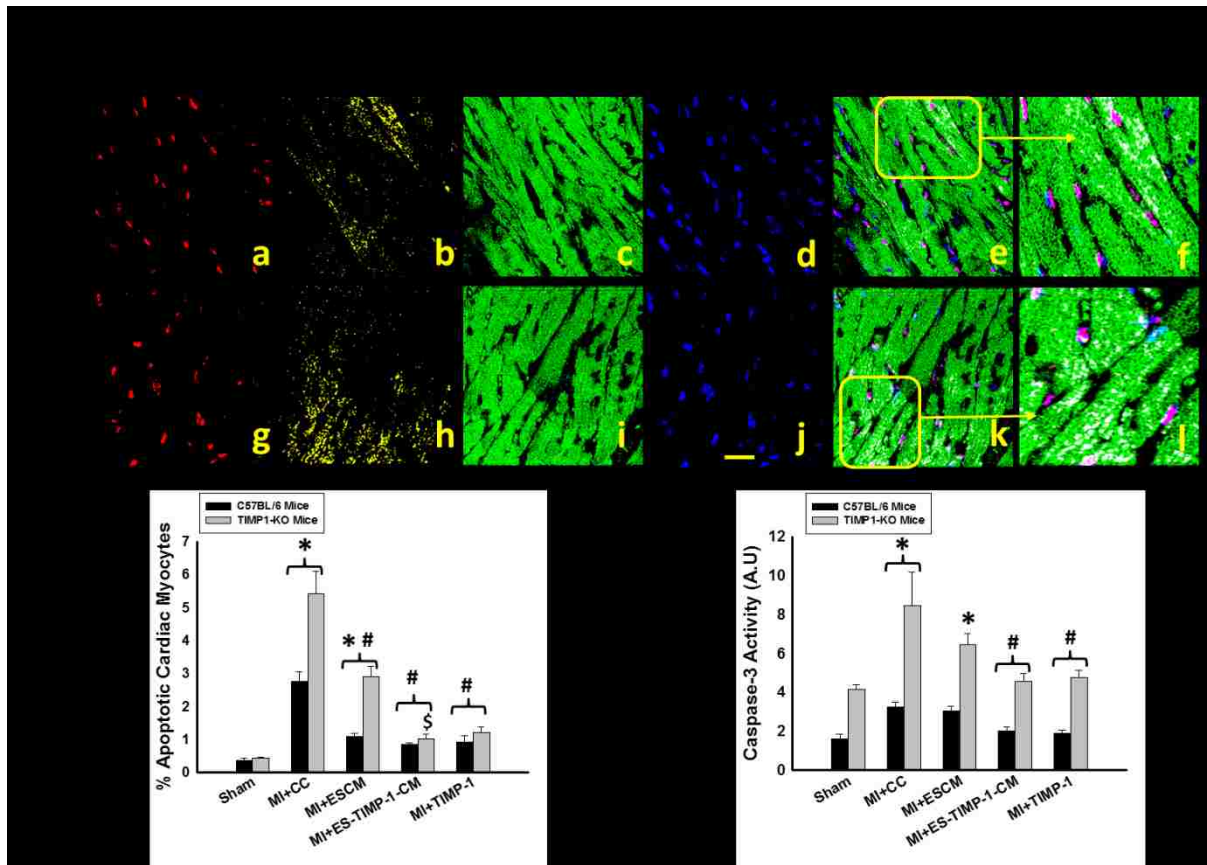 a b c d e f
g h i j k l
C57BL/6 Mice
TIMP1-KO Mice
% Apoptotic Cardiac Myocytes
7
6
5
4
3
2
1
0
*
* #
#
$
#
Sham MI+CC MI+ESCM MI+ES-TIMP-1-CM MI+TIMP-1
C57BL/6 Mice
TIMP1-KO Mice
Caspase-3 Activity (A.U)
12
10
8
6
4
2
0
*
*
#
#
Sham MI+CC MI+ESCM MI+ES-TIMP-1-CM MI+TIMP-1